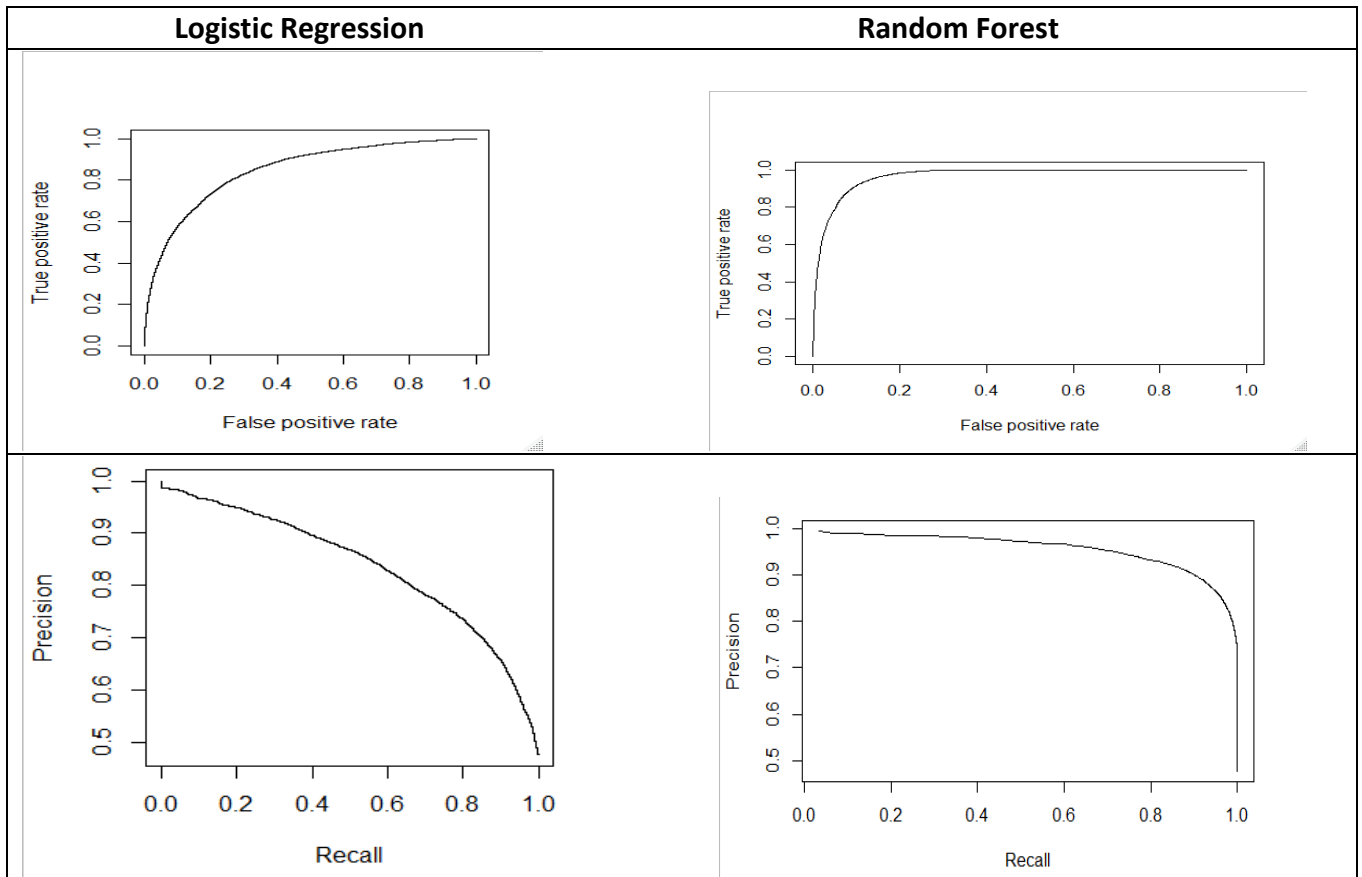 Logistic Regression
Random Forest
True positive rate
1.0
0.8
0.6
0.4
0.2
0.0
0.0 0.2 0.4 0.6 0.8 1.0
False positive rate
True positive rate
1.0
0.8
0.6
0.4
0.2
0.0
0.0 0.2 0.4 0.6 0.8 1.0
False positive rate
Precision
1.0
0.9
0.8
0.7
0.6
0.5
0.0 0.2 0.4 0.6 0.8 1.0
Recall
Precision
1.0
0.9
0.8
0.7
0.6
0.5
0.0 0.2 0.4 0.6 0.8 1.0
Recall